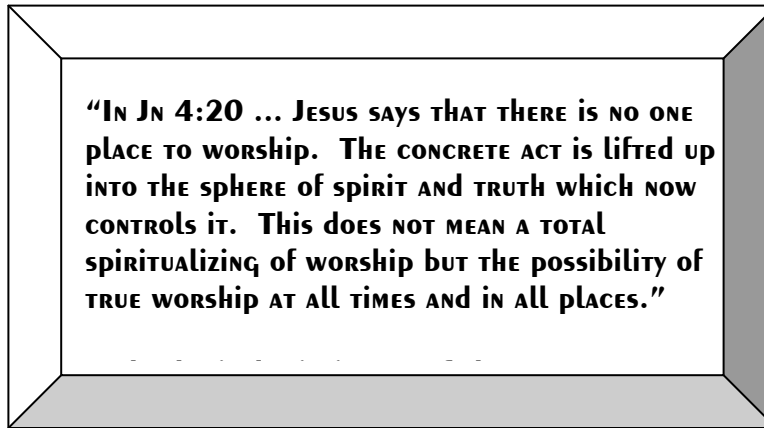 “In Jn 4:20 ... Jesus says that there is no one
place to worship. The concrete act is lifted up
into the sphere of spirit and truth which now
controls it. This does not mean a total
spiritualizing of worship but the possibility of
true worship at all times and in all places.”